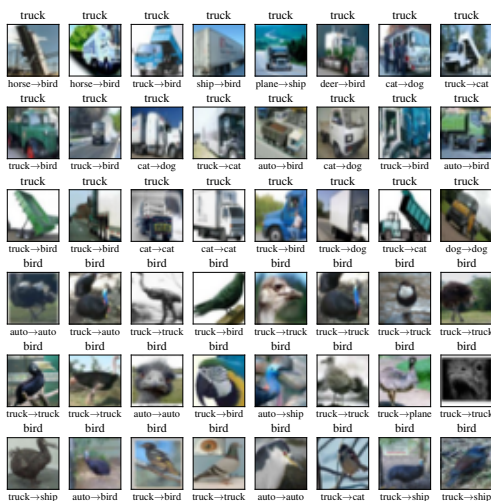 truck truck truck truck truck truck truck truck
horse→bird horse→bird truck→bird ship→bird plane→ship deer→bird cat→dog truck→cat
truck truck truck truck truck truck truck truck
truck→bird truck→bird cat→dog truck→cat auto→bird cat→dog truck→bird auto→bird
truck truck truck truck truck truck truck truck
truck→bird truck→bird cat→cat cat→cat truck→bird truck→dog truck→cat dog→dog
bird bird bird bird bird bird bird bird
auto→auto truck→auto truck→truck truck→bird truck→truck truck→truck truck→truck truck→truck
bird bird bird bird bird bird bird bird
truck→truck truck→truck auto→auto truck→bird auto→ship truck→truck truck→plane truck→truck
bird bird bird bird bird bird bird bird
truck→ship auto→bird truck→bird truck→truck auto→auto truck→cat truck→ship truck→ship